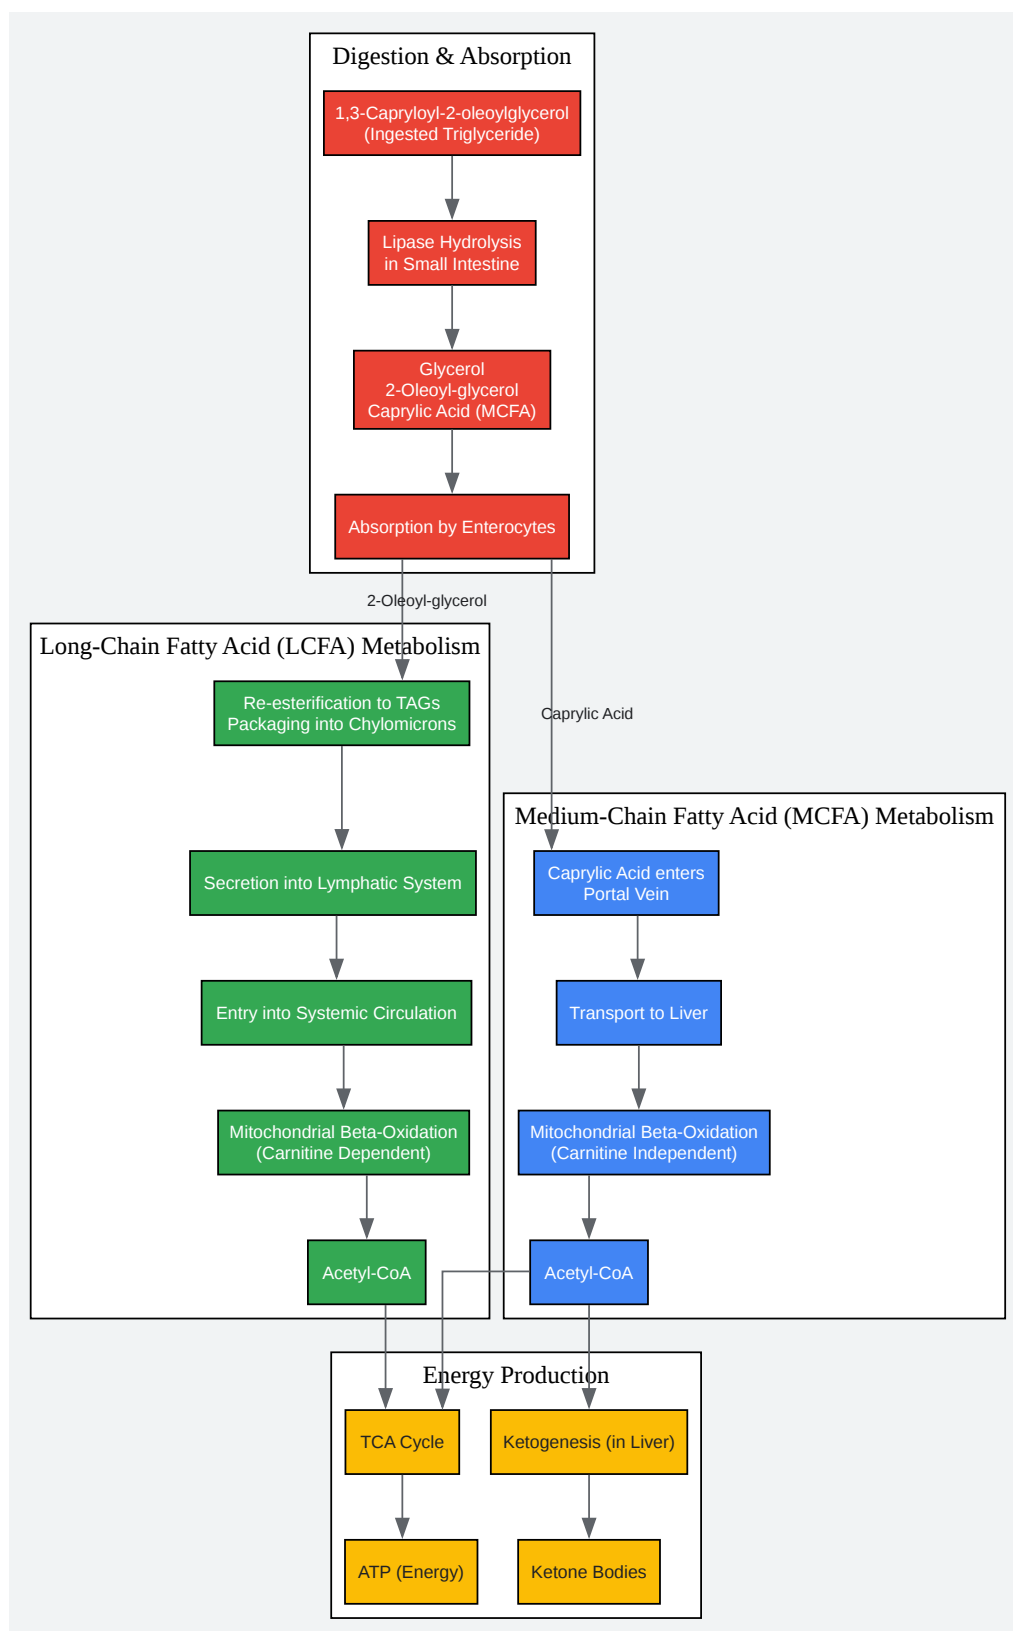 Digestion & Absorption
1,3-Capryloyl-2-oleoylglycerol
(Ingested Triglyceride)
Lipase Hydrolysis
in Small Intestine
Glycerol
2-Oleoyl-glycerol
Caprylic Acid (MCFA)
Absorption by Enterocytes
2-Oleoyl-glycerol
Caprylic Acid
Long-Chain Fatty Acid (LCFA) Metabolism
Re-esterification to TAGs
Packaging into Chylomicrons
Secretion into Lymphatic System
Entry into Systemic Circulation
Mitochondrial Beta-Oxidation
(Carnitine Dependent)
Acetyl-CoA
Medium-Chain Fatty Acid (MCFA) Metabolism
Caprylic Acid enters
Portal Vein
Transport to Liver
Mitochondrial Beta-Oxidation
(Carnitine Independent)
Acetyl-CoA
Energy Production
TCA Cycle
Ketogenesis (in Liver)
ATP (Energy)
Ketone Bodies